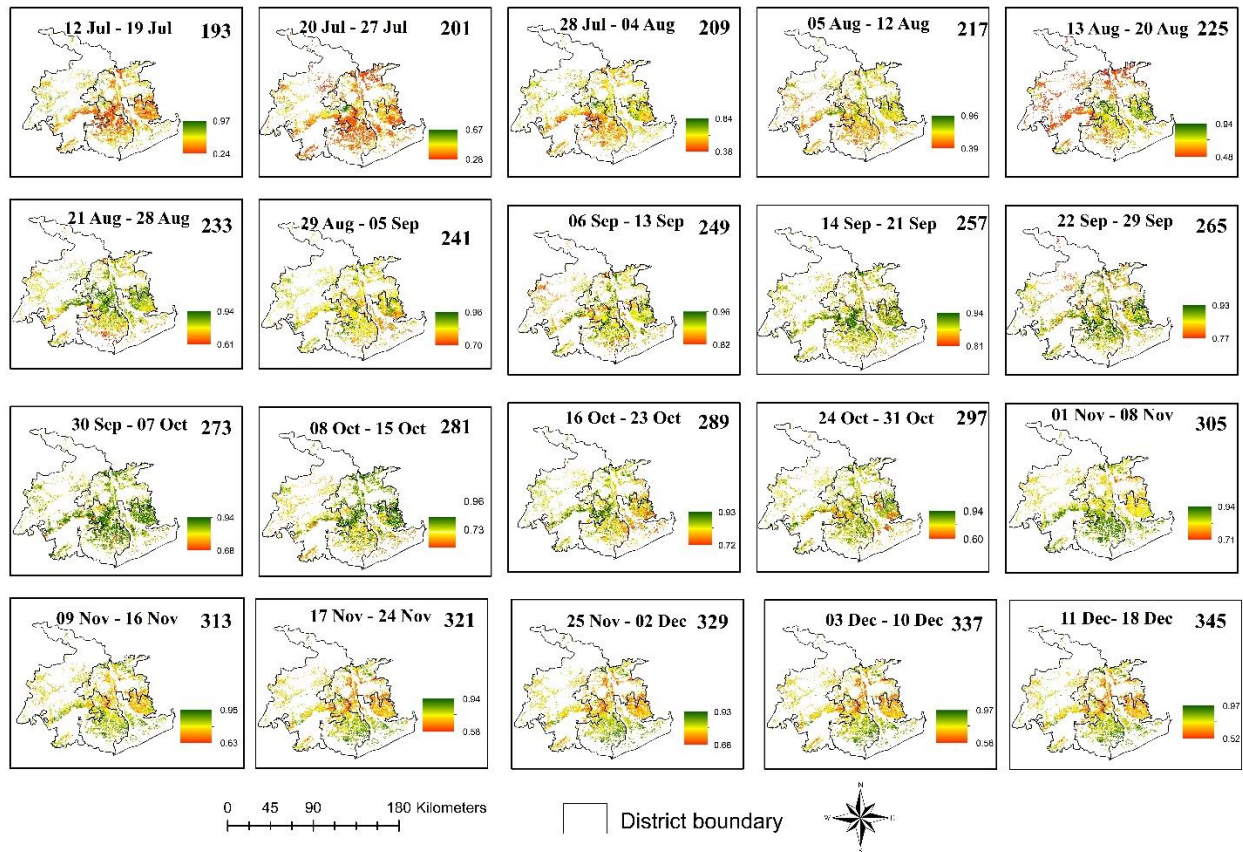 12 Jul - 19 Jul 193
0.97
0.24
20 Jul - 27 Jul 201
0.67
0.28
28 Jul - 04 Aug 209
0.84
0.38
05 Aug - 12 Aug 217
0.96
0.39
13 Aug - 20 Aug 225
0.94
0.48
21 Aug - 28 Aug 233
0.94
0.61
29 Aug - 05 Sep 241
0.96
0.70
06 Sep - 13 Sep 249
0.96
0.82
14 Sep - 21 Sep 257
0.94
0.81
22 Sep - 29 Sep 265
0.93
0.77
30 Sep - 07 Oct 273
0.94
0.68
08 Oct - 15 Oct 281
0.96
0.73
16 Oct - 23 Oct 289
0.93
0.72
24 Oct - 31 Oct 297
0.94
0.60
01 Nov - 08 Nov 305
0.94
0.71
09 Nov - 16 Nov 313
0.95
0.63
17 Nov - 24 Nov 321
0.94
0.58
25 Nov - 02 Dec 329
0.93
0.66
03 Dec - 10 Dec 337
0.97
0.56
11 Dec- 18 Dec 345
0.97
0.52
0 45 90 180 Kilometers
District boundary
N
W E
S